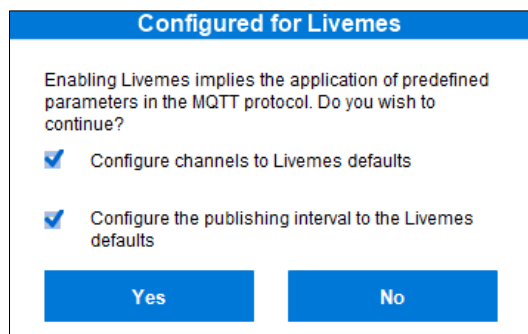 Configured for Livemes
Enabling Livemes implies the application of predefined
parameters in the MQTT protocol. Do you wish to
continue?
Configure channels to Livemes defaults
Configure the publishing interval to the Livemes
defaults
Yes
No